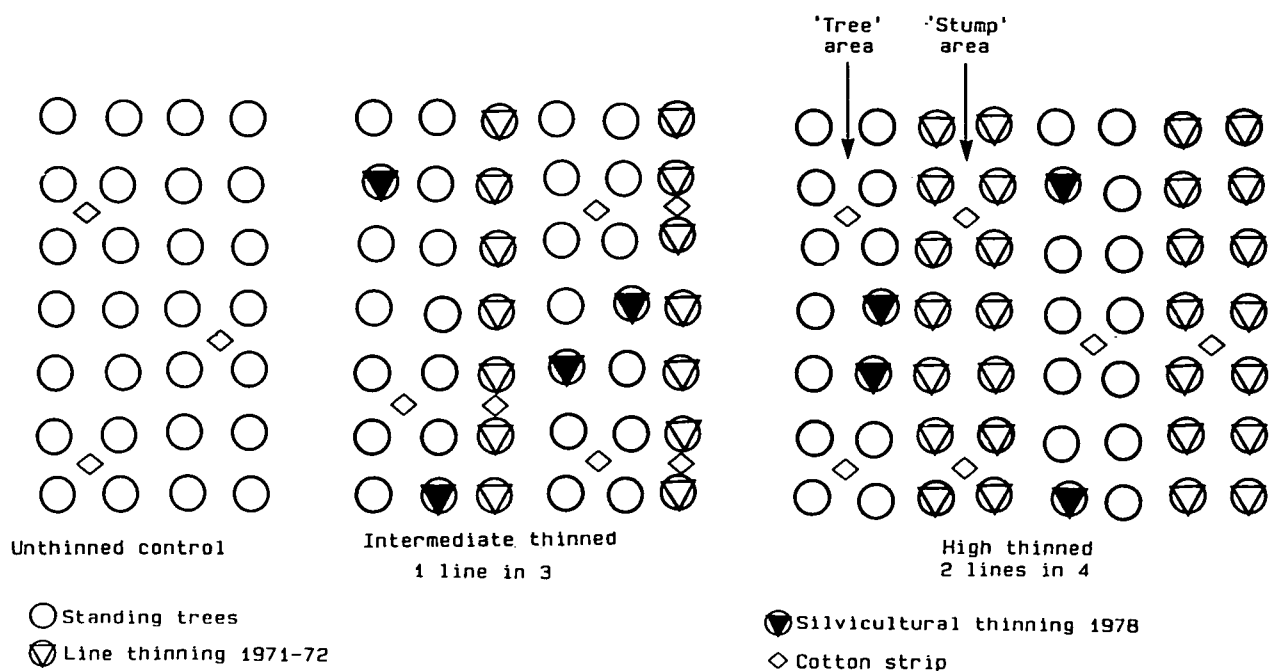 'Tree' area
'Stump' area
Unthinned control
Intermediate thinned
1 line in 3
High thinned
2 lines in 4
Standing trees
Line thinning 1971-72
Silvicultural thinning 1978
Cotton strip